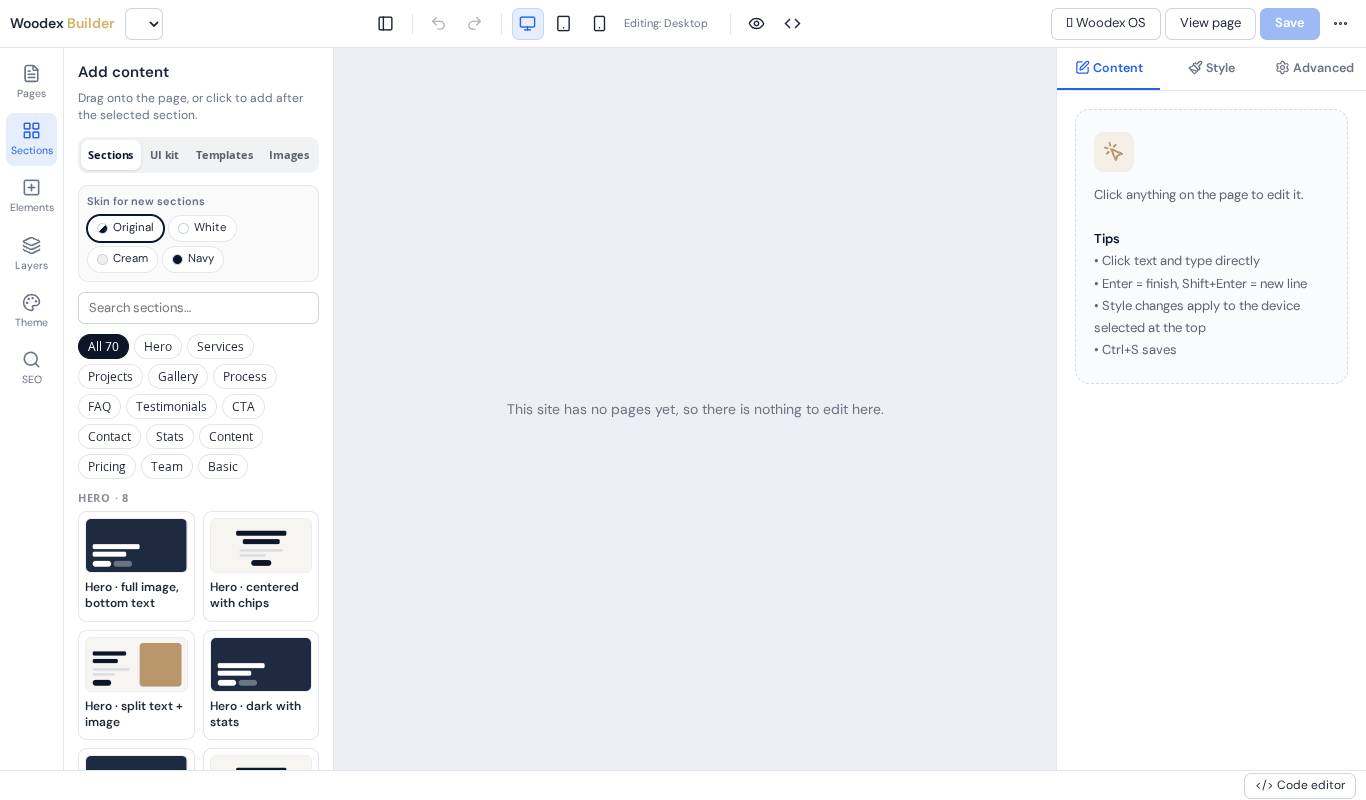 Woodex Builder
Editing: Desktop
Woodex OS
View page
Save
Pages
Sections
Elements
Layers
Theme
SEO
Add content
Drag onto the page, or click to add after
the selected section.
Sections
UI kit
Templates
Images
Skin for new sections
Original
White
Cream
Navy
Search sections...
All 70
Hero
Services
Projects
Gallery
Process
FAQ
Testimonials
CTA
Contact
Stats
Content
Pricing
Team
Basic
HERO · 8
Hero · full image,
bottom text
Hero · centered
with chips
Hero · split text +
image
Hero · dark with
stats
This site has no pages yet, so there is nothing to edit here.
Content
Style
Advanced
Click anything on the page to edit it.
Tips
• Click text and type directly
• Enter = finish, Shift+Enter = new line
• Style changes apply to the device
selected at the top
• Ctrl+S saves
</> Code editor